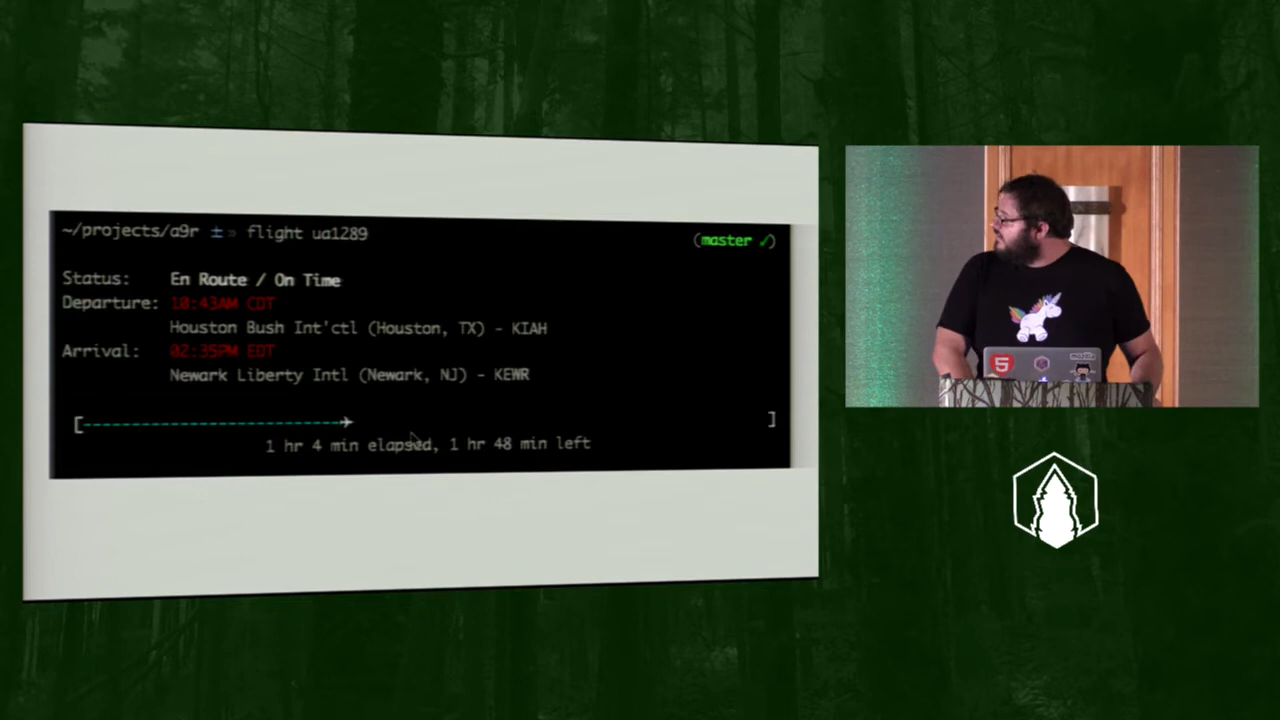 ~/projects/a9r ±» flight ua1289
(master ✓)
Status: En Route / On Time
Departure: 10:43AM CDT
Houston Bush Int'ctl (Houston, TX) - KIAH
Arrival: 02:35PM EDT
Newark Liberty Intl (Newark, NJ) - KEWR
[----------------------------✈ ]
1 hr 4 min elapsed, 1 hr 48 min left
5
mozilla